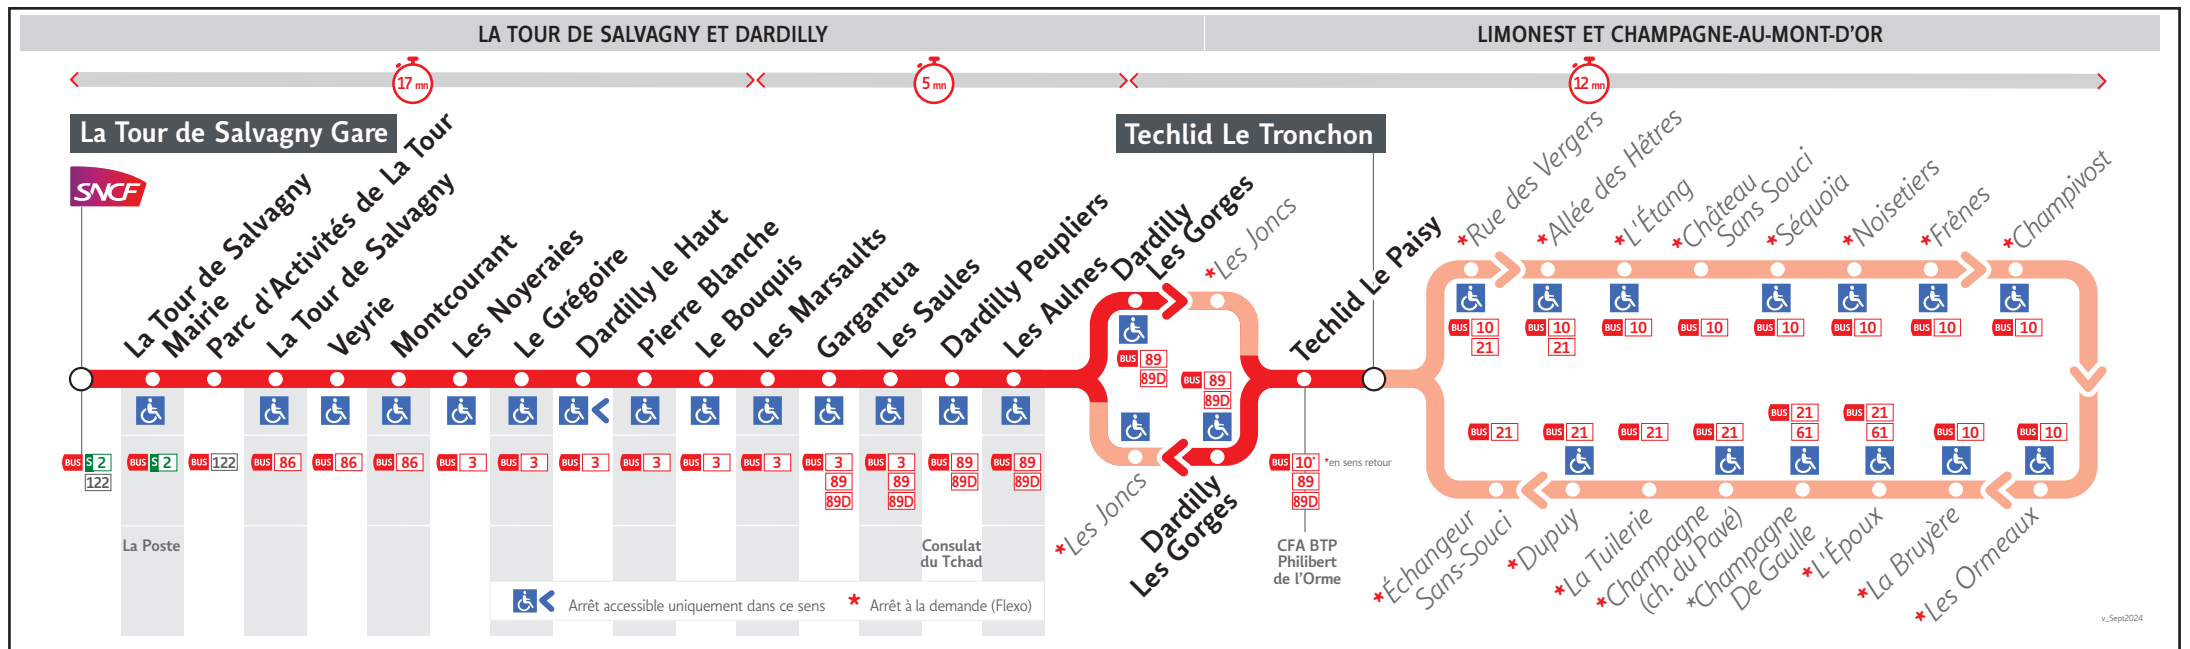 LA TOUR DE SALVAGNY ET DARDILLY
LIMONEST ET CHAMPAGNE-AU-MONT-D'OR
17 mn
5 mn
12 mn
La Tour de Salvagny Gare
Techlid Le Tronchon
SNCF
La Tour de Salvagny
Mairie
Parc d'Activités de La Tour
La Tour de Salvagny
Veyrie
Montcourant
Les Noyeraies
Le Grégoire
Dardilly le Haut
Pierre Blanche
Le Bouquis
Les Marsaults
Gargantua
Les Saules
Dardilly Peupliers
Les Aulnes
Dardilly
Les Gorges
*Les Joncs
Techlid Le Paisy
*Rue des Vergers
*Allée des Hêtres
*L'Étang
*Château
Sans Souci
*Séquoïa
*Noisetiers
*Frênes
*Champivost
BUS 10
21
BUS 10
21
BUS 10
BUS 10
BUS 10
BUS 10
BUS 10
BUS 10
BUS 89
89D
BUS 89
89D
BUS S 2
122
BUS S 2
BUS 122
BUS 86
BUS 86
BUS 86
BUS 3
BUS 3
BUS 3
BUS 3
BUS 3
BUS 3
BUS 3
89
89D
BUS 3
89
89D
BUS 89
89D
BUS 89
89D
BUS 10* *en sens retour
89
89D
BUS 21
BUS 21
BUS 21
BUS 21
BUS 21
61
BUS 21
61
BUS 10
BUS 10
*Les Joncs
Dardilly
Les Gorges
*Échangeur
Sans-Souci
*Dupuy
*La Tuilerie
*Champagne
(ch. du Pavé)
*Champagne
De Gaulle
*L'Époux
*La Bruyère
*Les Ormeaux
La Poste
Consulat
du Tchad
CFA BTP
Philibert
de l'Orme
Arrêt accessible uniquement dans ce sens
* Arrêt à la demande (Flexo)
v_Sept2024